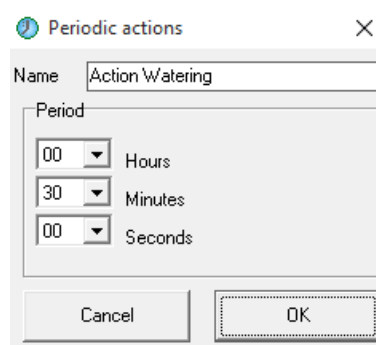 Periodic actions
Name Action Watering
Period
00 Hours
30 Minutes
00 Seconds
Cancel OK